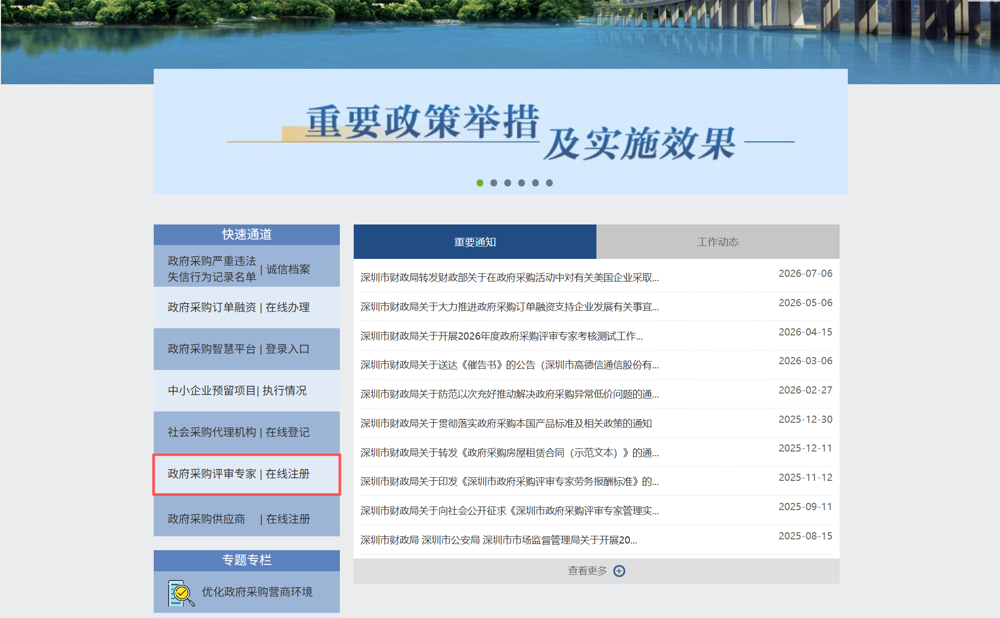 重要政策举措
及实施效果
快速通道
政府采购严重违法
失信行为记录名单 | 诚信档案
政府采购订单融资 | 在线办理
政府采购智慧平台 | 登录入口
中小企业预留项目| 执行情况
社会采购代理机构 | 在线登记
政府采购评审专家 | 在线注册
政府采购供应商 | 在线注册
专题专栏
优化政府采购营商环境
重要通知
工作动态
深圳市财政局转发财政部关于在政府采购活动中对有关美国企业采取... 2026-07-06
深圳市财政局关于大力推进政府采购订单融资支持企业发展有关事宜... 2026-05-06
深圳市财政局关于开展2026年度政府采购评审专家考核测试工作... 2026-04-15
深圳市财政局关于送达《催告书》的公告（深圳市高德信通信股份有... 2026-03-06
深圳市财政局关于防范以次充好推动解决政府采购异常低价问题的通... 2026-02-27
深圳市财政局关于贯彻落实政府采购本国产品标准及相关政策的通知 2025-12-30
深圳市财政局关于转发《政府采购房屋租赁合同（示范文本）》的通... 2025-12-11
深圳市财政局关于印发《深圳市政府采购评审专家劳务报酬标准》的... 2025-11-12
深圳市财政局关于向社会公开征求《深圳市政府采购评审专家管理实... 2025-09-11
深圳市财政局 深圳市公安局 深圳市市场监督管理局关于开展20... 2025-08-15
查看更多